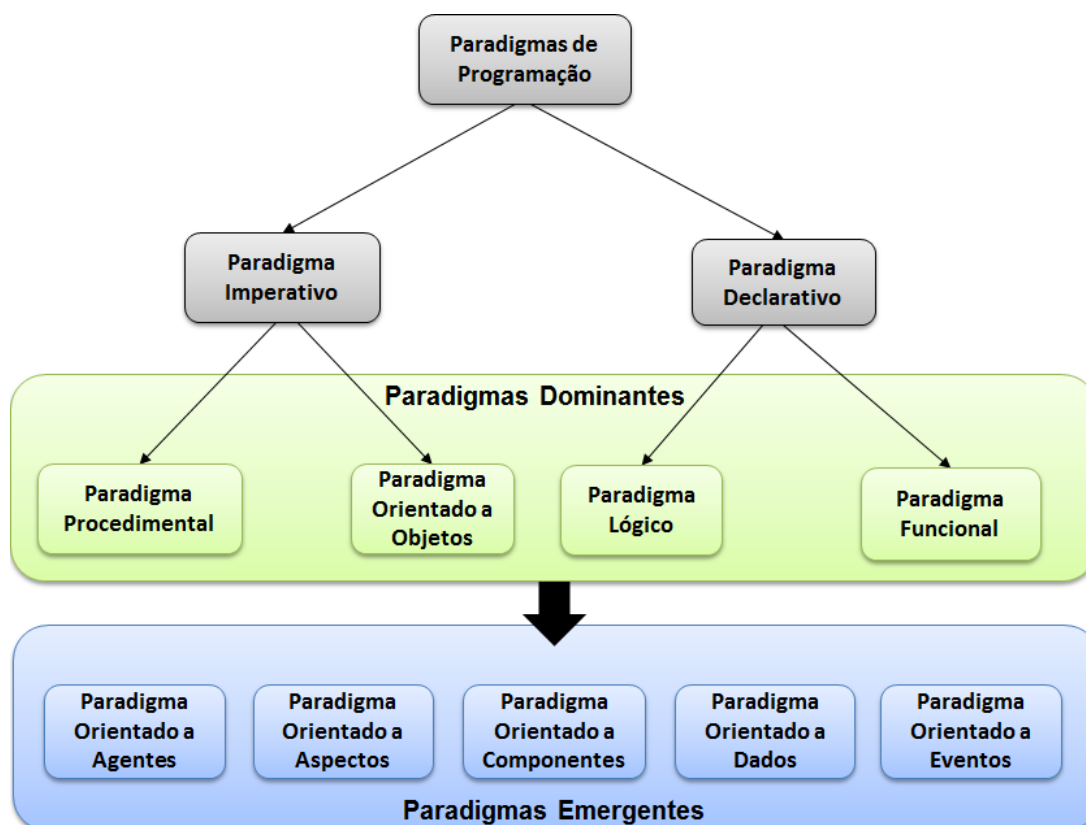 Paradigmas de
Programação
Paradigma
Imperativo
Paradigma
Declarativo
Paradigmas Dominantes
Paradigma
Procedimental
Paradigma
Orientado a
Objetos
Paradigma
Lógico
Paradigma
Funcional
Paradigma
Orientado a
Agentes
Paradigma
Orientado a
Aspectos
Paradigma
Orientado a
Componentes
Paradigma
Orientado a
Dados
Paradigma
Orientado a
Eventos
Paradigmas Emergentes